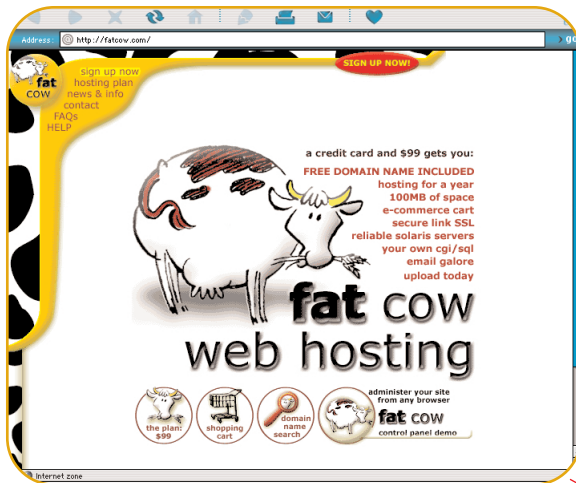 Address: http://fatcow.com/ go
SIGN UP NOW!
fat
cow
sign up now
hosting plan
news & info
contact
FAQs
HELP
a credit card and $99 gets you:
FREE DOMAIN NAME INCLUDED
hosting for a year
100MB of space
e-commerce cart
secure link SSL
reliable solaris servers
your own cgi/sql
email galore
upload today
fat cow
web hosting
the plan:
$99
shopping
cart
domain
name
search
administer your site
from any browser
fat cow
control panel demo
Internet zone